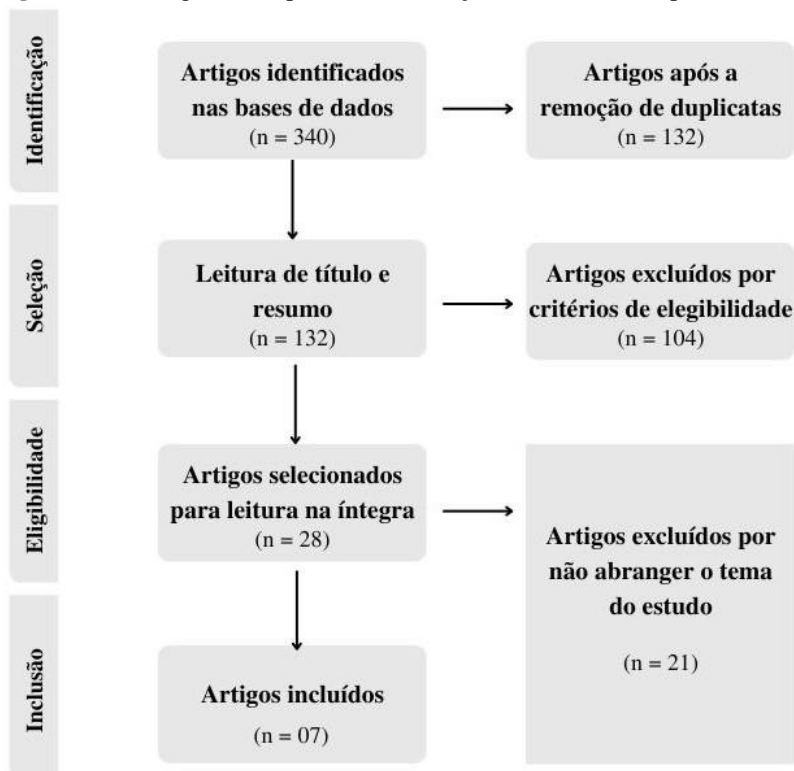 Identificação
Artigos identificados
nas bases de dados
(n = 340)
Artigos após a
remoção de duplicatas
(n = 132)
Seleção
Leitura de título e
resumo
(n = 132)
Artigos excluídos por
critérios de elegibilidade
(n = 104)
Eligibilidade
Artigos selecionados
para leitura na íntegra
(n = 28)
Artigos excluídos por
não abranger o tema
do estudo
(n = 21)
Inclusão
Artigos incluídos
(n = 07)